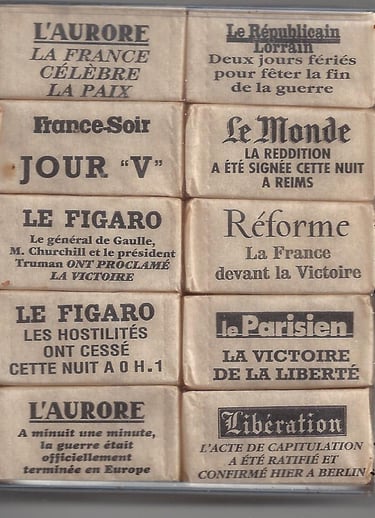 L'AURORE
LA FRANCE
CÉLÈBRE
LA PAIX
Le Républicain
Lorrain
Deux jours fériés
pour fêter la fin
de la guerre
France-Soir
JOUR "V"
Le Monde
LA REDDITION
A ÉTÉ SIGNÉE CETTE NUIT
A REIMS
LE FIGARO
Le général de Gaulle,
M. Churchill et le président
Truman ONT PROCLAMÉ
LA VICTOIRE
Réforme
La France
devant la Victoire
LE FIGARO
LES HOSTILITÉS
ONT CESSÉ
CETTE NUIT A 0 H.1
le Parisien
LA VICTOIRE
DE LA LIBERTÉ
L'AURORE
A minuit une minute,
la guerre était
officiellement
terminée en Europe
Libération
L'ACTE DE CAPITULATION
A ÉTÉ RATIFIÉ ET
CONFIRMÉ HIER A BERLIN